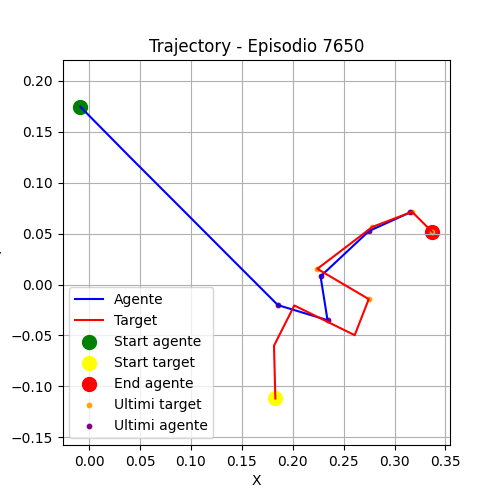 Trajectory - Episodio 7650
0.20
0.15
0.10
0.05
0.00
−0.05
−0.10
−0.15
Agente
Target
Start agente
Start target
End agente
Ultimi target
Ultimi agente
0.00 0.05 0.10 0.15 0.20 0.25 0.30 0.35
X